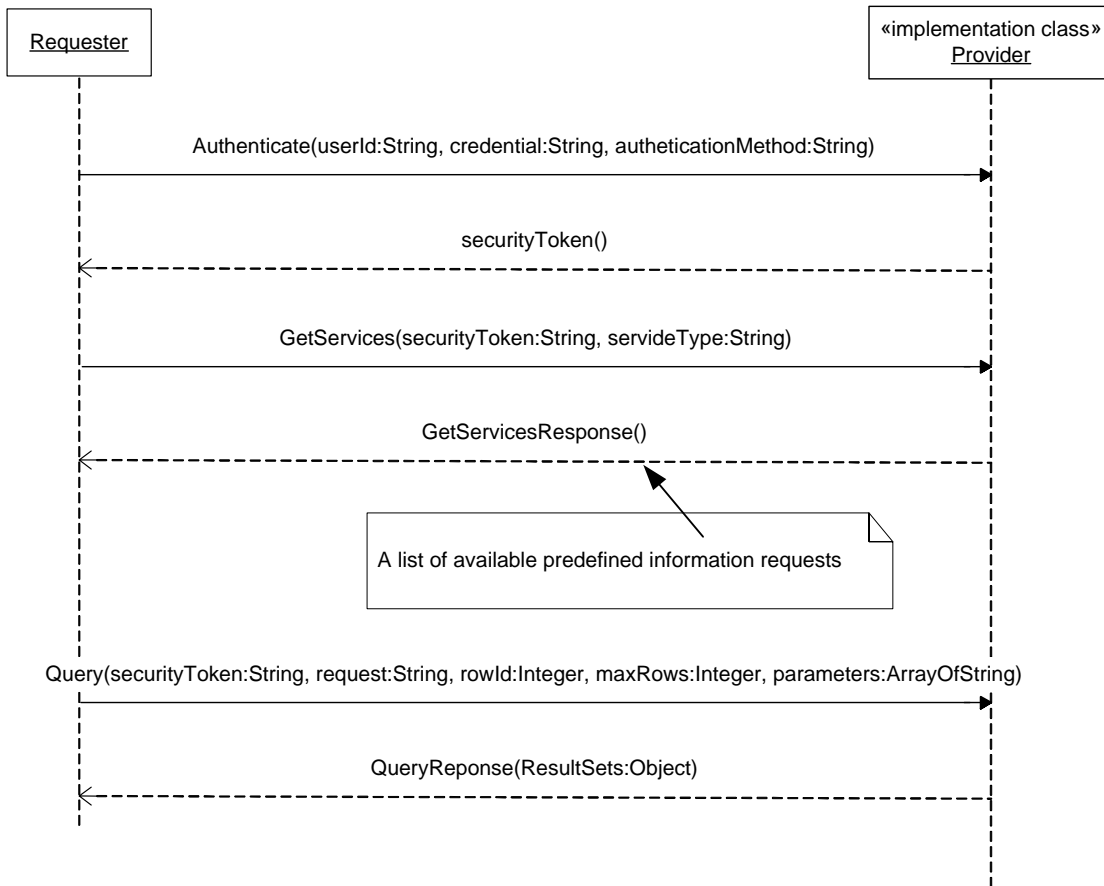 Requester
«implementation class»
Provider
Authenticate(userId:String, credential:String, autheticationMethod:String)
securityToken()
GetServices(securityToken:String, servideType:String)
GetServicesResponse()
A list of available predefined information requests
Query(securityToken:String, request:String, rowId:Integer, maxRows:Integer, parameters:ArrayOfString)
QueryReponse(ResultSets:Object)